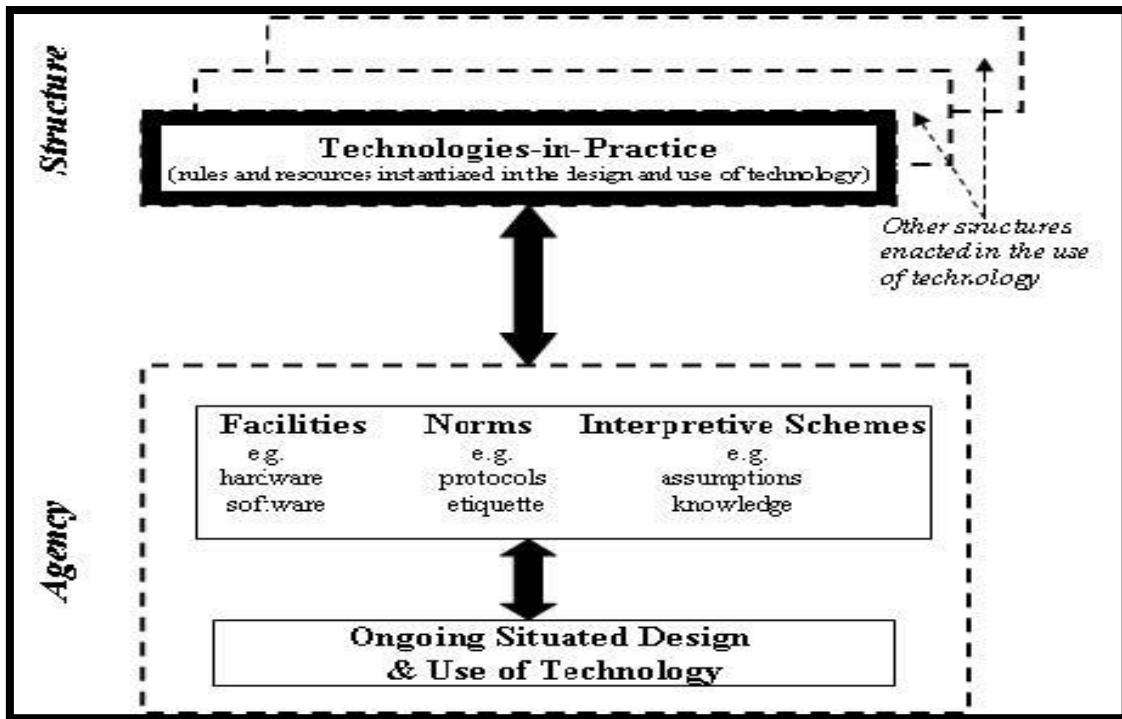 Structure
Technologies-in-Practice
(rules and resources instantiated in the design and use of technology)
Other structures
enacted in the use
of technology
Agency
Facilities Norms Interpretive Schemes
e.g. e.g. e.g.
hardware protocols assumptions
software etiquette knowledge
Ongoing Situated Design
& Use of Technology